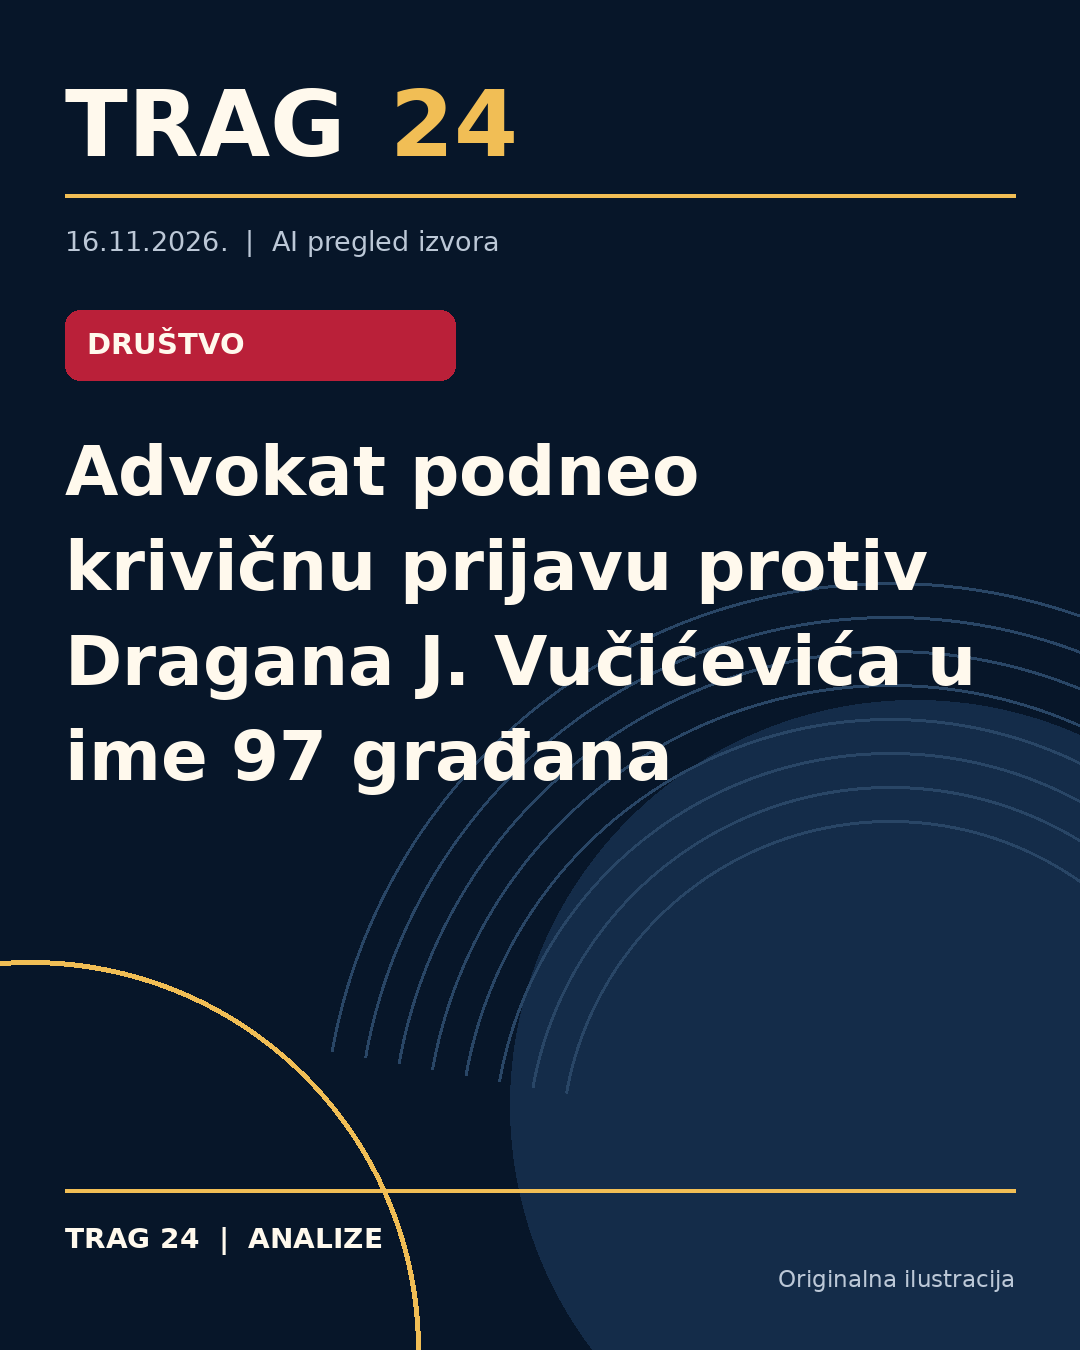 TRAG 24
16.11.2026. | AI pregled izvora
DRUŠTVO
Advokat podneo
krivičnu prijavu protiv
Dragana J. Vučićevića u
ime 97 građana
TRAG 24 | ANALIZE
Originalna ilustracija